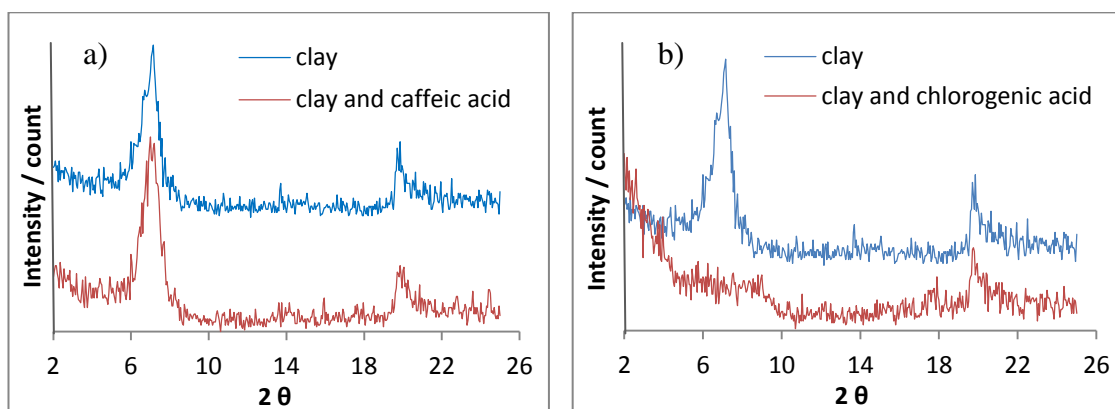 a)
clay
clay and caffeic acid
Intensity / count
2 6 10 14 18 22 26
2 θ
b)
clay
clay and chlorogenic acid
Intensity / count
2 6 10 14 18 22 26
2 θ